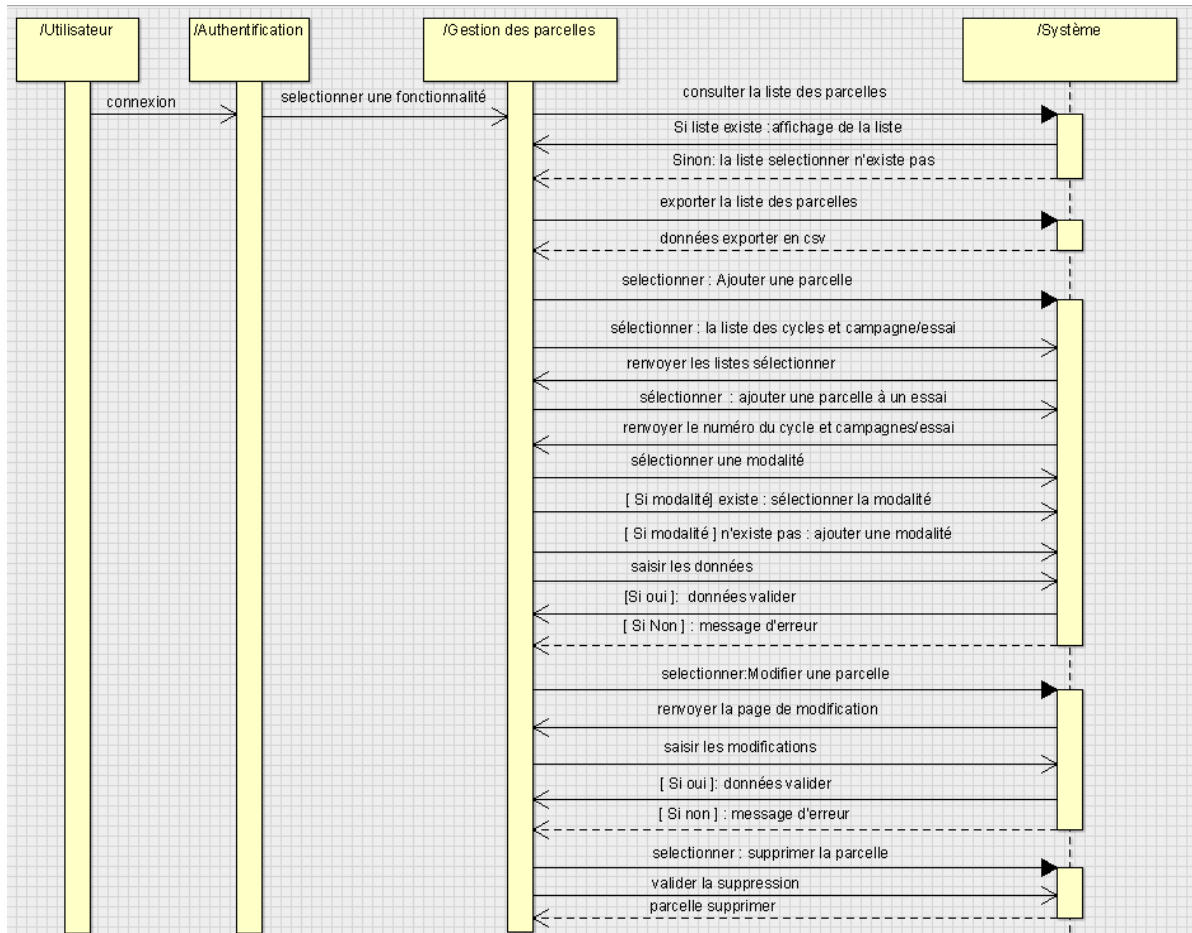 /Utilisateur
/Authentification
/Gestion des parcelles
/Système
connexion
selectionner une fonctionnalité
consulter la liste des parcelles
Si liste existe :affichage de la liste
Sinon: la liste selectionner n'existe pas
exporter la liste des parcelles
données exporter en csv
selectionner : Ajouter une parcelle
sélectionner : la liste des cycles et campagne/essai
renvoyer les listes sélectionner
sélectionner : ajouter une parcelle à un essai
renvoyer le numéro du cycle et campagnes/essai
sélectionner une modalité
[ Si modalité] existe : sélectionner la modalité
[ Si modalité ] n'existe pas : ajouter une modalité
saisir les données
[Si oui ]: données valider
[ Si Non ] : message d'erreur
selectionner:Modifier une parcelle
renvoyer la page de modification
saisir les modifications
[ Si oui ]: données valider
[ Si non ] : message d'erreur
selectionner : supprimer la parcelle
valider la suppression
parcelle supprimer